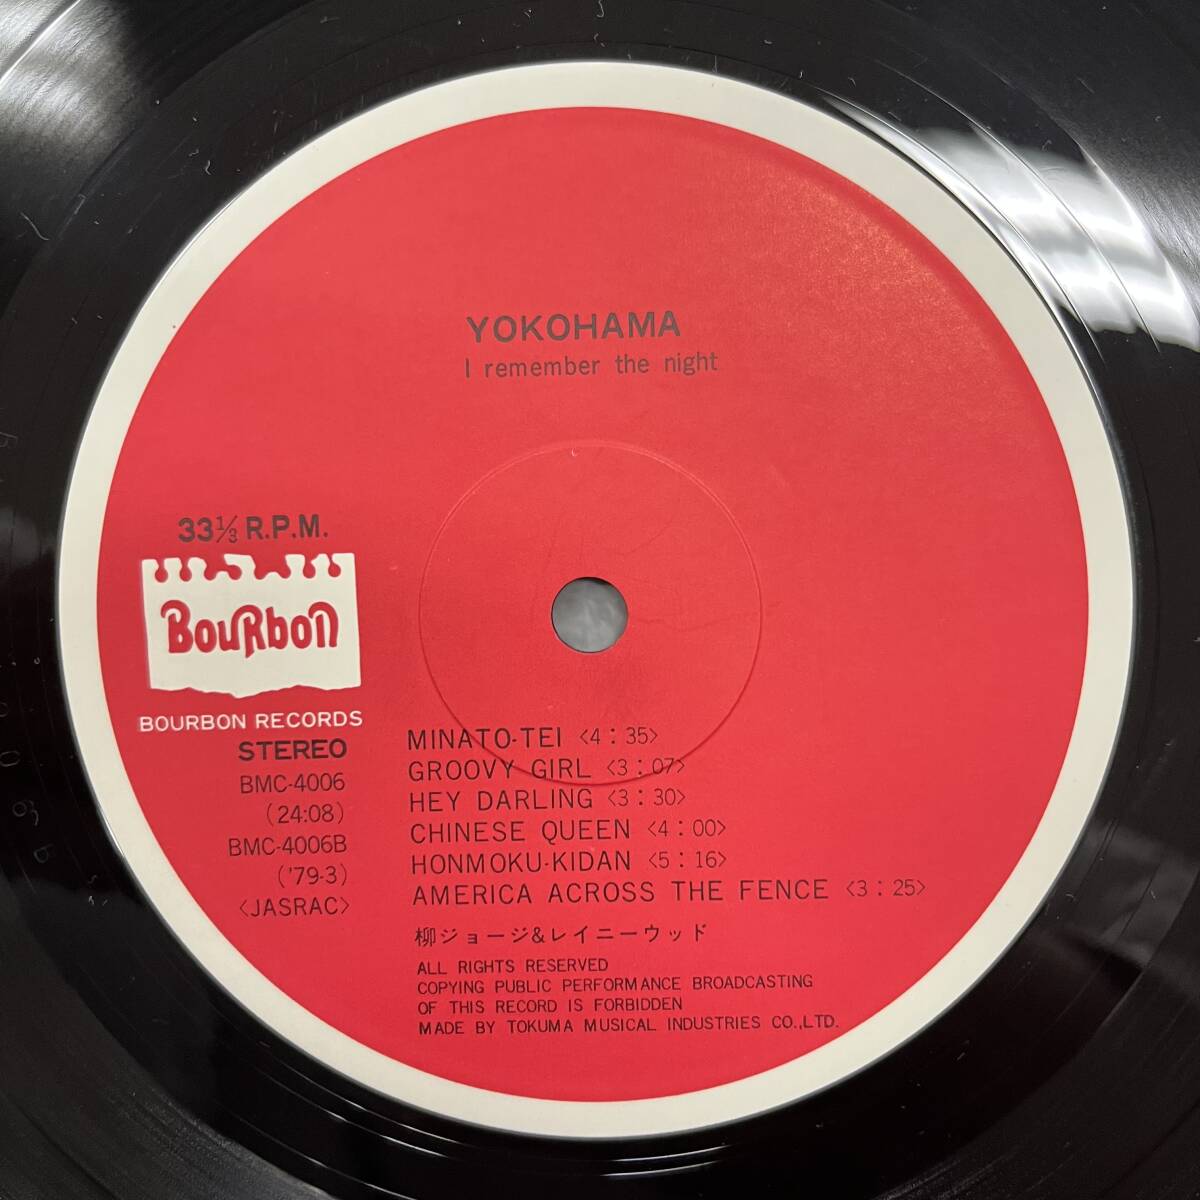 YOKOHAMA
I remember the night
33⅓ R.P.M.
BouRbon
BOURBON RECORDS
STEREO
BMC-4006
(24:08)
BMC-4006B
('79-3)
<JASRAC>
MINATO-TEI <4:35>
GROOVY GIRL <3:07>
HEY DARLING <3:30>
CHINESE QUEEN <4:00>
HONMOKU-KIDAN <5:16>
AMERICA ACROSS THE FENCE <3:25>
柳ジョージ&レイニーウッド
ALL RIGHTS RESERVED
COPYING PUBLIC PERFORMANCE BROADCASTING
OF THIS RECORD IS FORBIDDEN
MADE BY TOKUMA MUSICAL INDUSTRIES CO.,LTD.